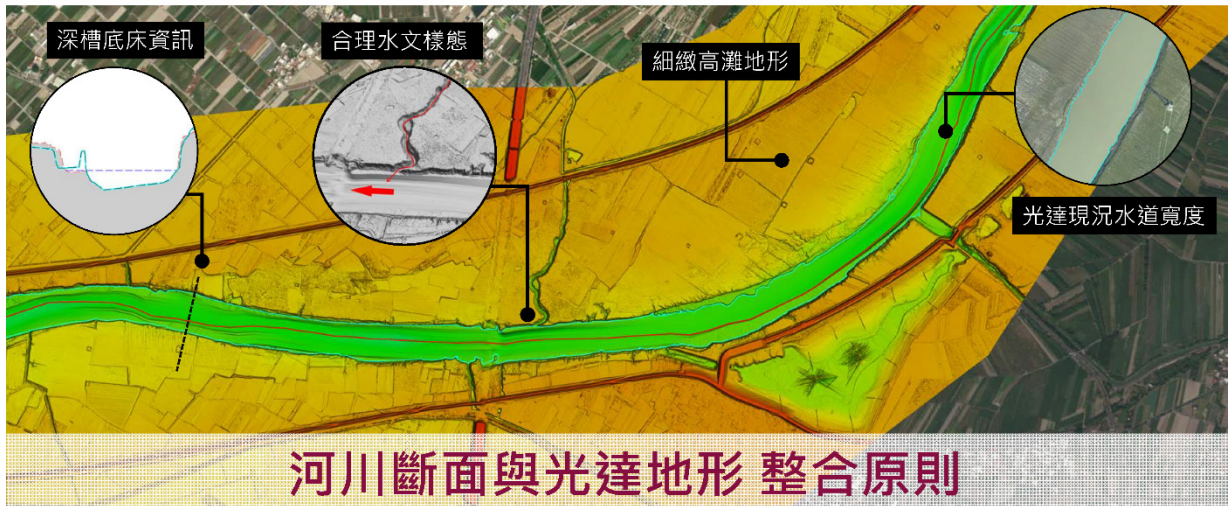 深槽底床資訊
合理水文樣態
細緻高灘地形
光達現況水道寬度
河川斷面與光達地形 整合原則